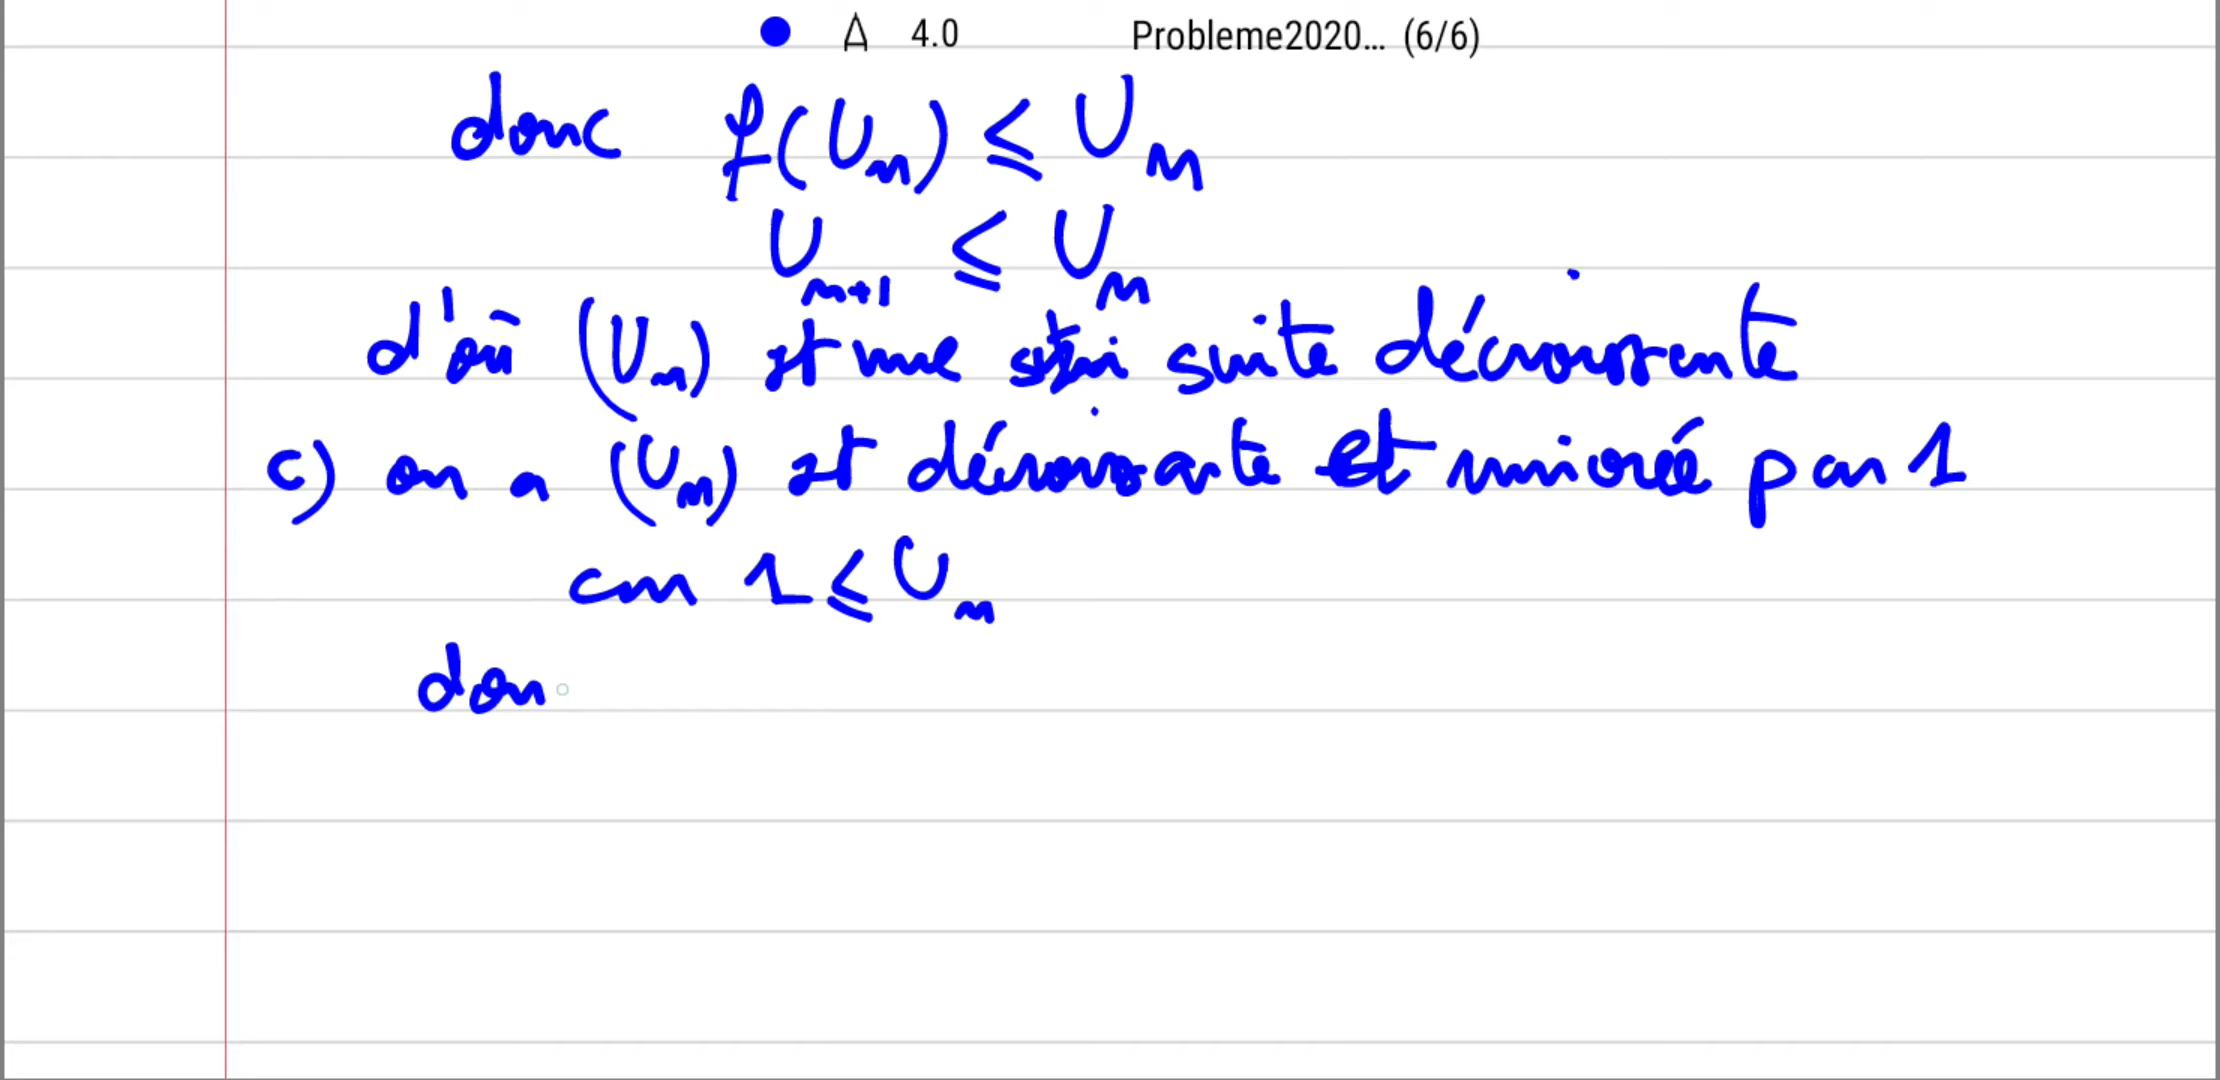 4.0 Probleme2020... (6/6)
donc f(Un) ≤ Un
Un+1 ≤ Un
d'où (Un) est une suite décroissante
c) on a (Un) est décroissante et minorée par 1
car 1 ≤ Un
don